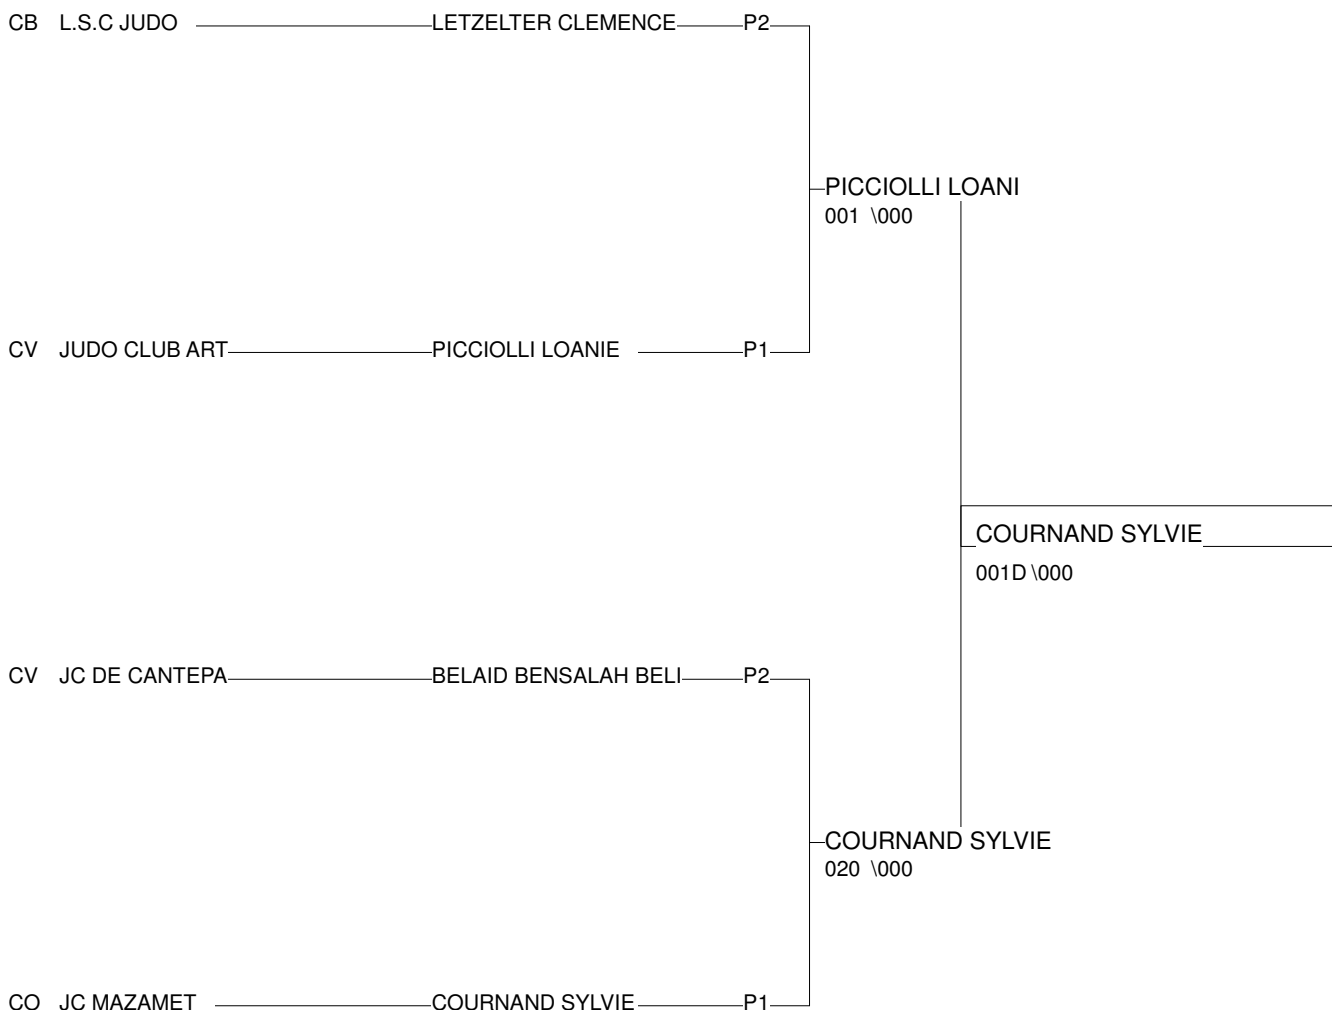 CB L.S.C JUDO LETZELTER CLEMENCE P2
PICCIOLLI LOANI
001 \000
CV JUDO CLUB ART PICCIOLLI LOANIE P1
COURNAND SYLVIE
001D \000
CV JC DE CANTEPA BELAID BENSALAH BELI P2
COURNAND SYLVIE
020 \000
CO JC MAZAMET COURNAND SYLVIE P1